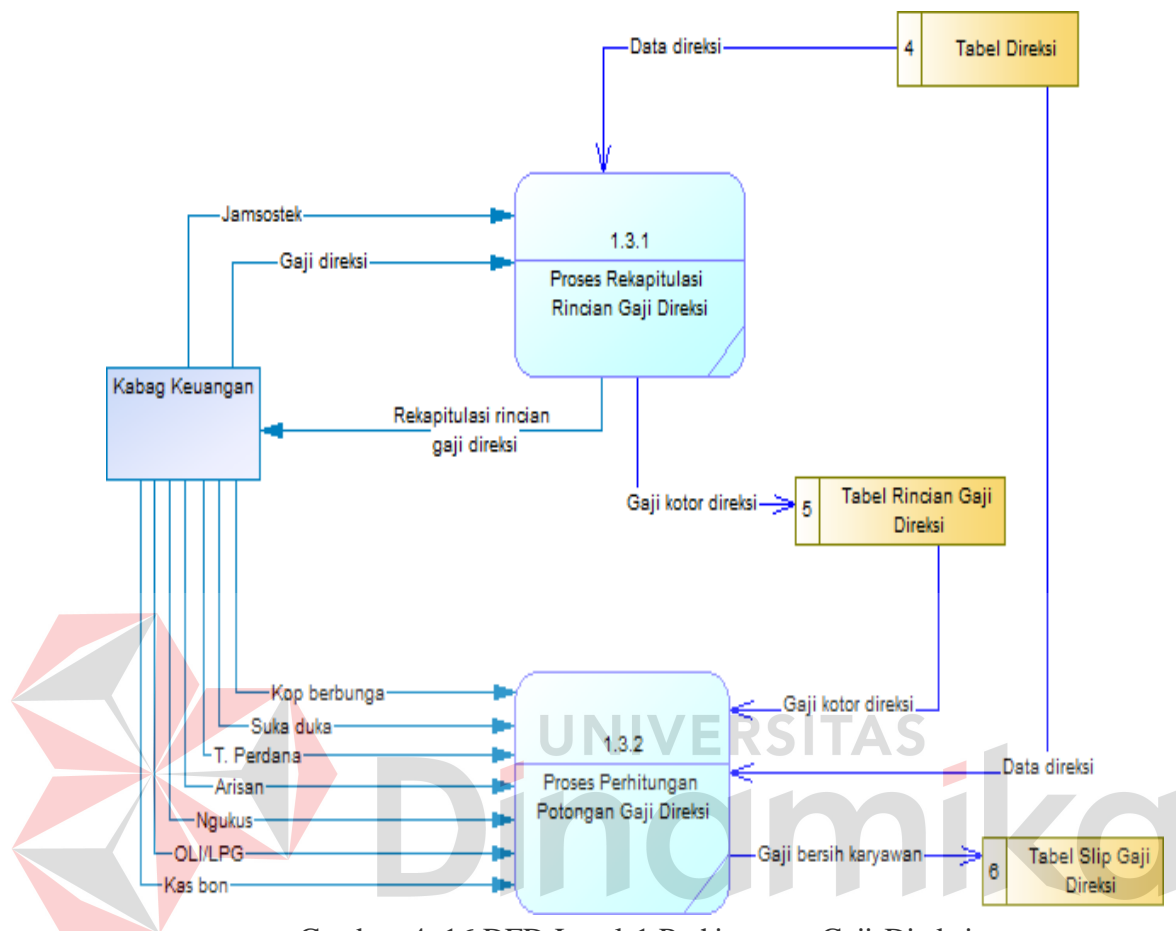 Data direksi
4
Tabel Direksi
Jamsostek
Gaji direksi
1.3.1
Proses Rekapitulasi
Rincian Gaji Direksi
Kabag Keuangan
Rekapitulasi rincian
gaji direksi
Gaji kotor direksi
5
Tabel Rincian Gaji
Direksi
Kop berbunga
Suka duka
T. Perdana
Arisan
Ngukus
OLI/LPG
Kas bon
1.3.2
Proses Perhitungan
Potongan Gaji Direksi
Gaji kotor direksi
Data direksi
Gaji bersih karyawan
6
Tabel Slip Gaji
Direksi
UNIVERSITAS
Dinamika